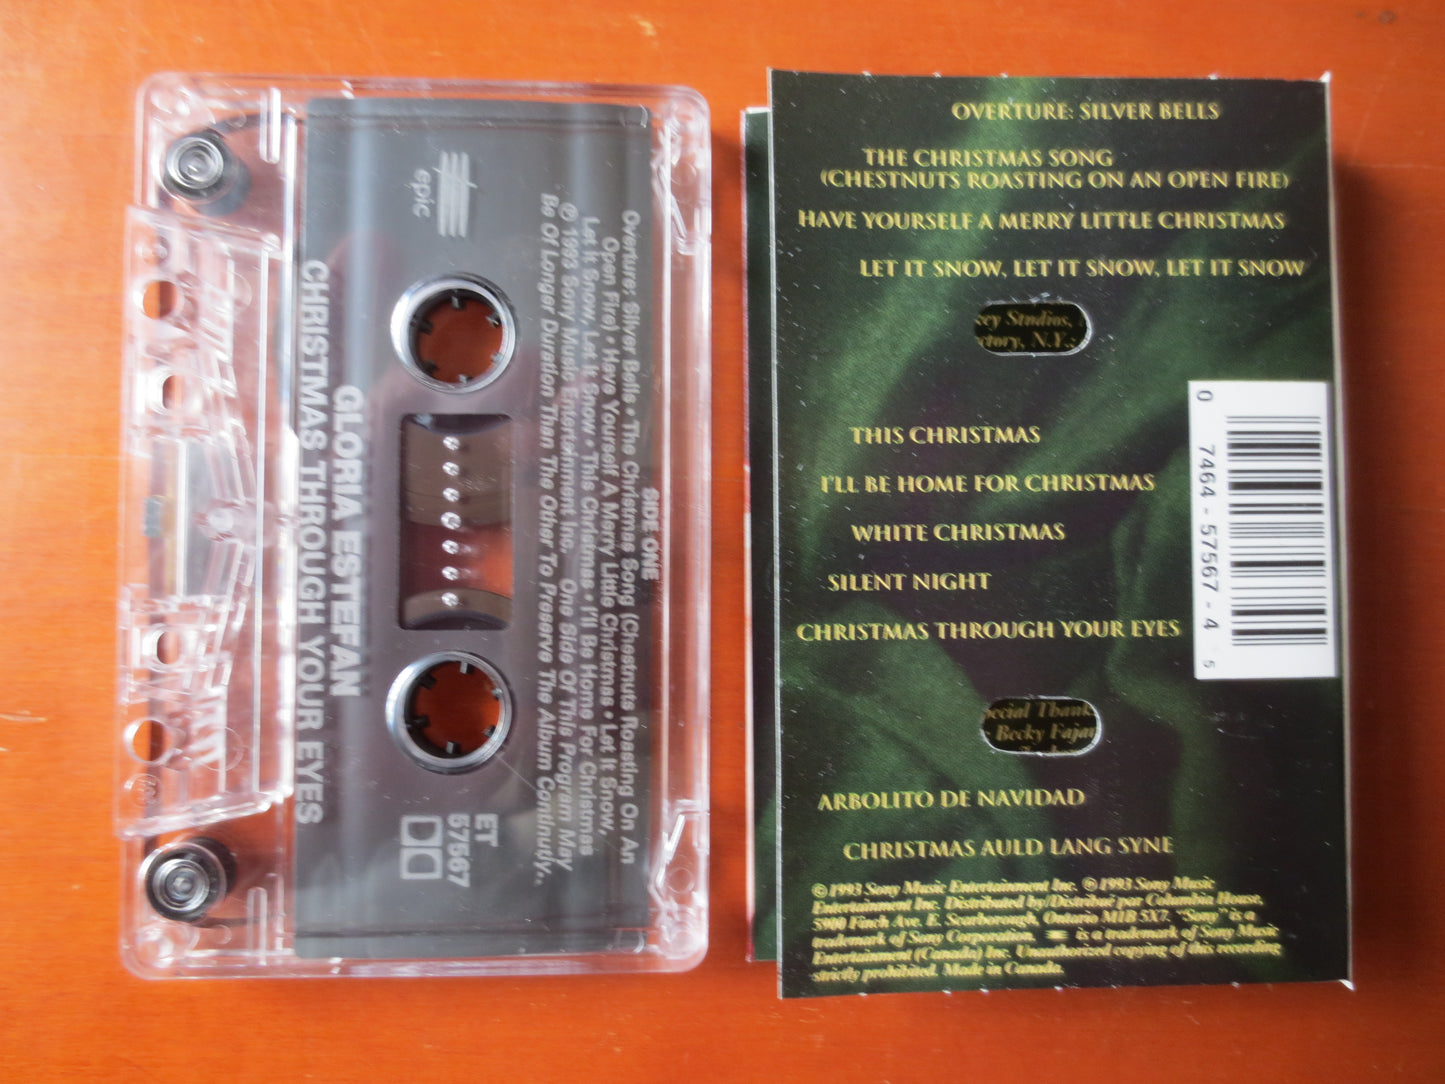 epic
SIDE ONE
Overture: Silver Bells • The Christmas Song (Chestnuts Roasting On An
Open Fire) • Have Yourself A Merry Little Christmas • Let It Snow,
Let It Snow, Let It Snow • This Christmas • I'll Be Home For Christmas
℗ 1993 Sony Music Entertainment Inc. One Side Of This Program May
Be Of Longer Duration Than The Other To Preserve The Album Continuity.
ET
57567
GLORIA ESTEFAN
CHRISTMAS THROUGH YOUR EYES
OVERTURE: SILVER BELLS
THE CHRISTMAS SONG
(CHESTNUTS ROASTING ON AN OPEN FIRE)
HAVE YOURSELF A MERRY LITTLE CHRISTMAS
LET IT SNOW, LET IT SNOW, LET IT SNOW
Studios,
N.Y.
THIS CHRISTMAS
I'LL BE HOME FOR CHRISTMAS
WHITE CHRISTMAS
SILENT NIGHT
CHRISTMAS THROUGH YOUR EYES
0 7464-57567-4 5
Becky
ARBOLITO DE NAVIDAD
CHRISTMAS AULD LANG SYNE
© 1993 Sony Music Entertainment Inc. ℗ 1993 Sony Music
Entertainment Inc. Distributed by/Distribué par Columbia House,
5900 Finch Ave. E. Scarborough, Ontario M1B 5X7. "Sony" is a
trademark of Sony Corporation. is a trademark of Sony Music
Entertainment (Canada) Inc. Unauthorized copying of this recording
strictly prohibited. Made in Canada.